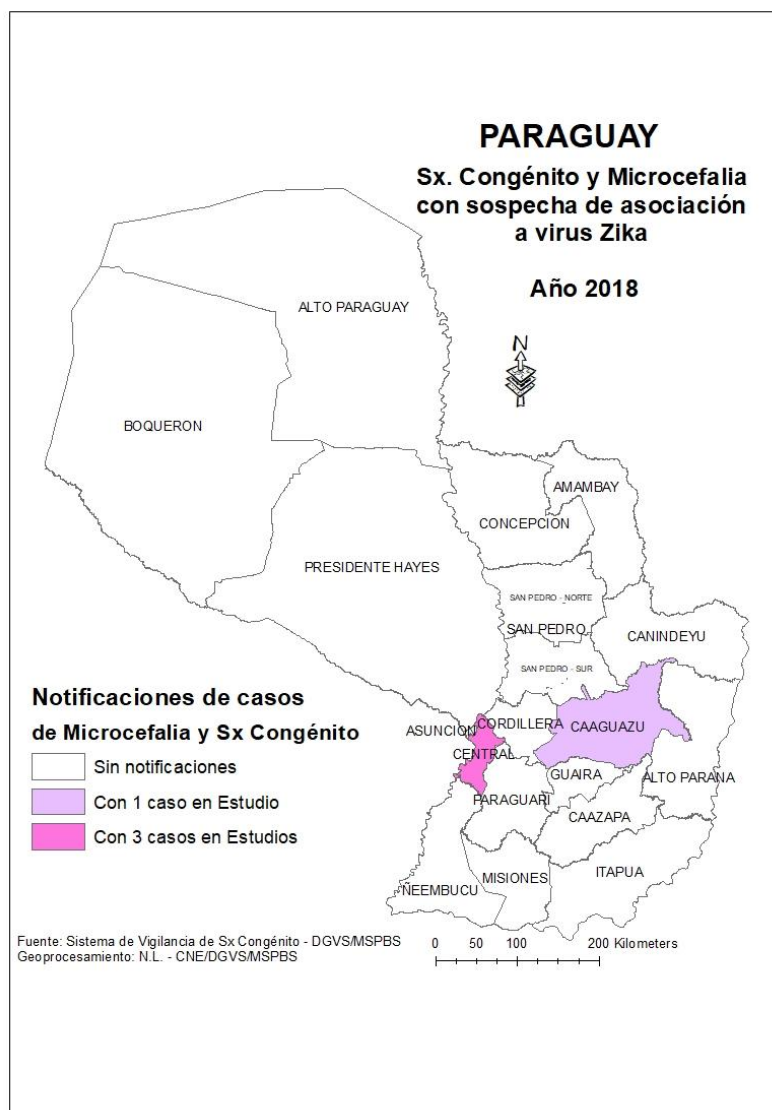 PARAGUAY
Sx. Congénito y Microcefalia
con sospecha de asociación
a virus Zika
Año 2018
N
ALTO PARAGUAY
BOQUERON
AMAMBAY
CONCEPCION
PRESIDENTE HAYES
SAN PEDRO - NORTE
SAN PEDRO
CANINDEYU
SAN PEDRO - SUR
CORDILLERA
CAAGUAZU
ASUNCION
CENTRAL
GUAIRA
ALTO PARANA
PARAGUARI
CAAZAPA
ITAPUA
MISIONES
ÑEEMBUCU
Notificaciones de casos
de Microcefalia y Sx Congénito
Sin notificaciones
Con 1 caso en Estudio
Con 3 casos en Estudios
Fuente: Sistema de Vigilancia de Sx Congénito - DGVS/MSPBS
Geoprocesamiento: N.L. - CNE/DGVS/MSPBS
0 50 100 200 Kilometers